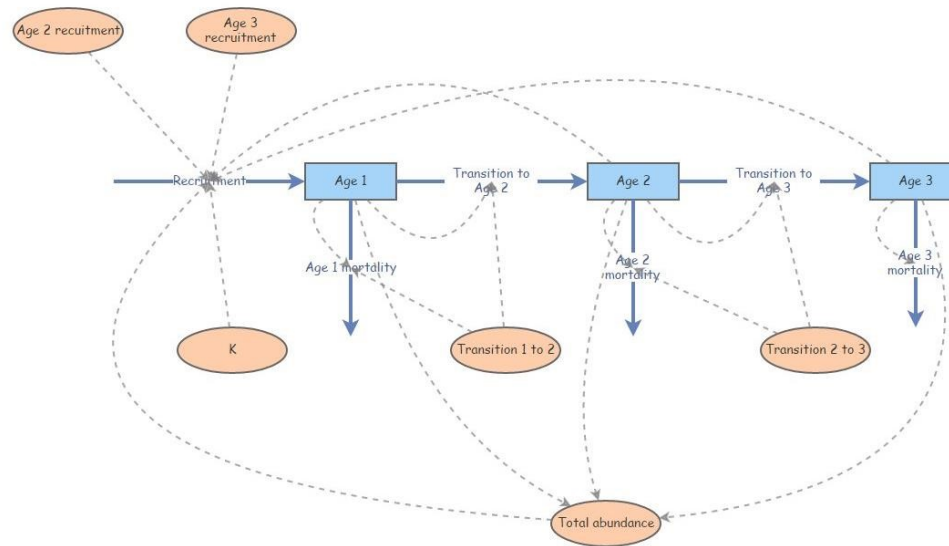 Age 2 recuitment
Age 3
recruitment
Recruitment
Age 1
Transition to
Age 2
Age 2
Transition to
Age 3
Age 3
Age 1 mortality
Age 2
mortality
Age 3
mortality
K
Transition 1 to 2
Transition 2 to 3
Total abundance